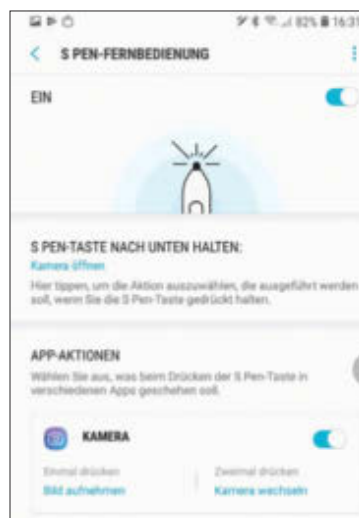 82% 16:31
S PEN-FERNBEDIENUNG
EIN
S PEN-TASTE NACH UNTEN HALTEN:
Kamera öffnen
Hier tippen, um die Aktion auszuwählen, die ausgeführt werden
soll, wenn Sie die S Pen-Taste gedrückt halten.
APP-AKTIONEN
Wählen Sie aus, was beim Drücken der S Pen-Taste in
verschiedenen Apps geschehen soll.
KAMERA
Einmal drücken Zweimal drücken
Bild aufnehmen Kamera wechseln